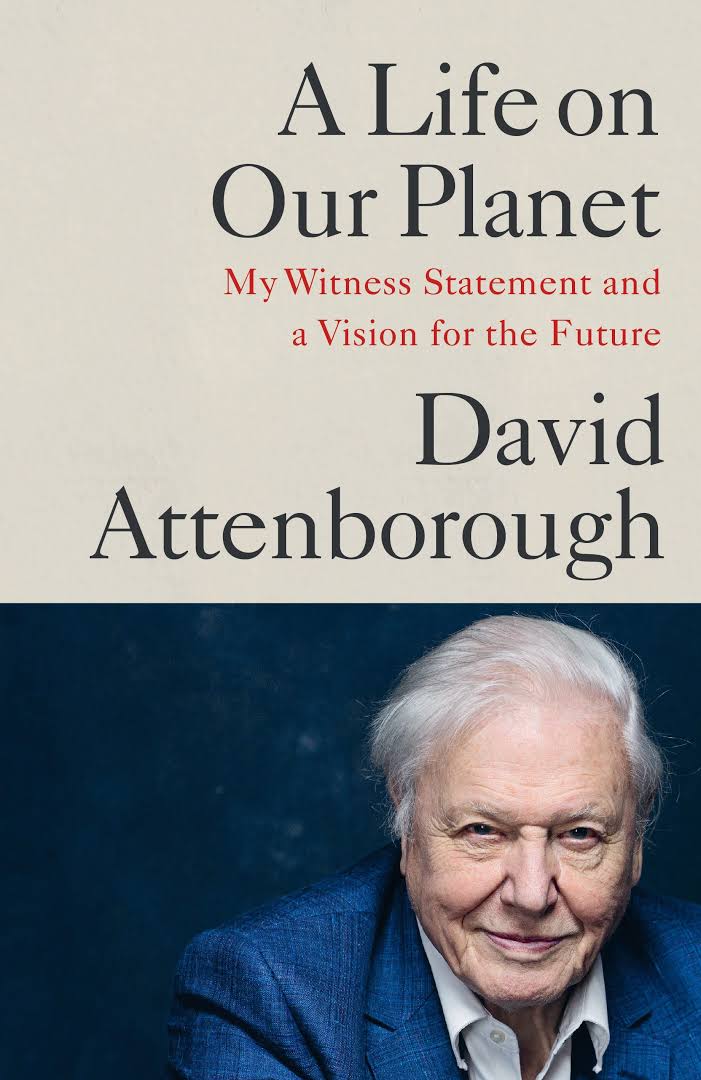 A Life on
Our Planet
My Witness Statement and
a Vision for the Future
David
Attenborough